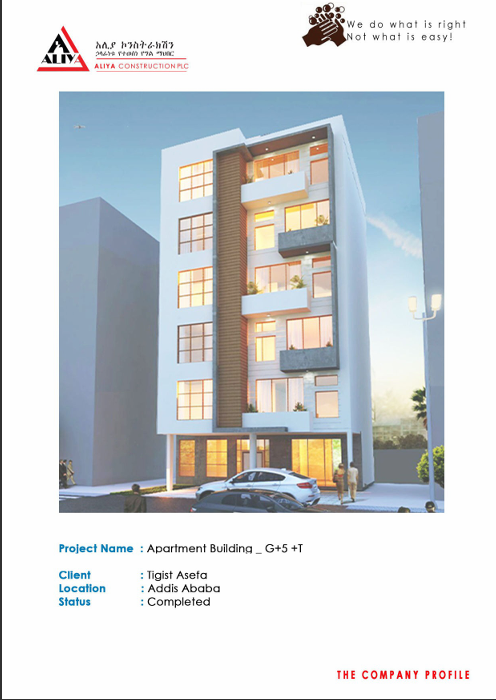 We do what is right
Not what is easy!
ALIYA
አሊያ ኮንስትራክሽን
ኃላፊነቱ የተወሰነ የግል ማህበር
ALIYA CONSTRUCTION PLC
Project Name : Apartment Building _ G+5 +T
Client : Tigist Asefa
Location : Addis Ababa
Status : Completed
THE COMPANY PROFILE